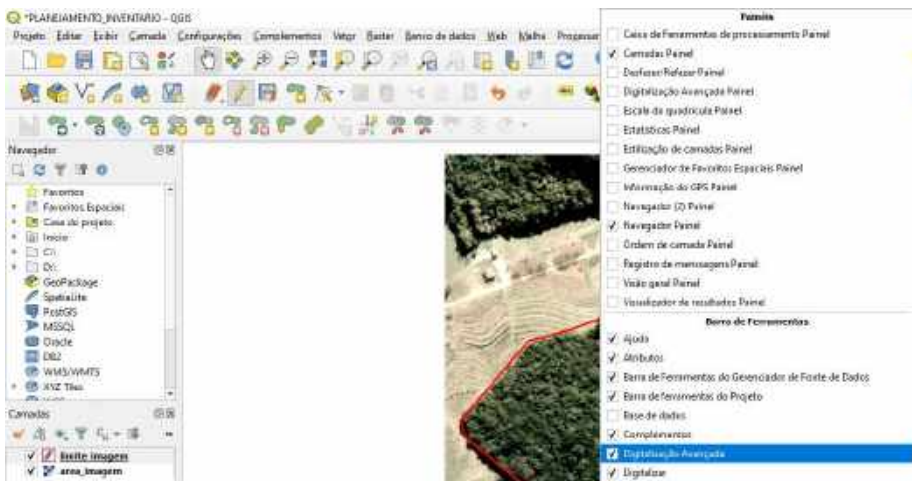 *PLANEJAMENTO_INVENTARIO - QGIS
Projeto Editar Exibir Camada Configurações Complementos Vetor Raster Banco de dados Web Malha Processar
Navegador
Favoritos
Favoritos Espaciais
Casa do projeto
Início
C:\
D:\
GeoPackage
SpatiaLite
PostGIS
MSSQL
Oracle
DB2
WMS/WMTS
XYZ Tiles
Camadas
limite_imagem
area_imagem
Painéis
Caixa de Ferramentas de processamento Painel
Camadas Painel
Desfazer/Refazer Painel
Digitalização Avançada Painel
Escala da quadrícula Painel
Estatísticas Painel
Estilização de camadas Painel
Gerenciador de Favoritos Espaciais Painel
Informação do GPS Painel
Navegador (2) Painel
Navegador Painel
Ordem de camada Painel
Registro de mensagens Painel
Visão geral Painel
Visualizador de resultados Painel
Barra de Ferramentas
Ajuda
Atributos
Barra de Ferramentas do Gerenciador de Fonte de Dados
Barra de ferramentas do Projeto
Base de dados
Complementos
Digitalização Avançada
Digitalizar